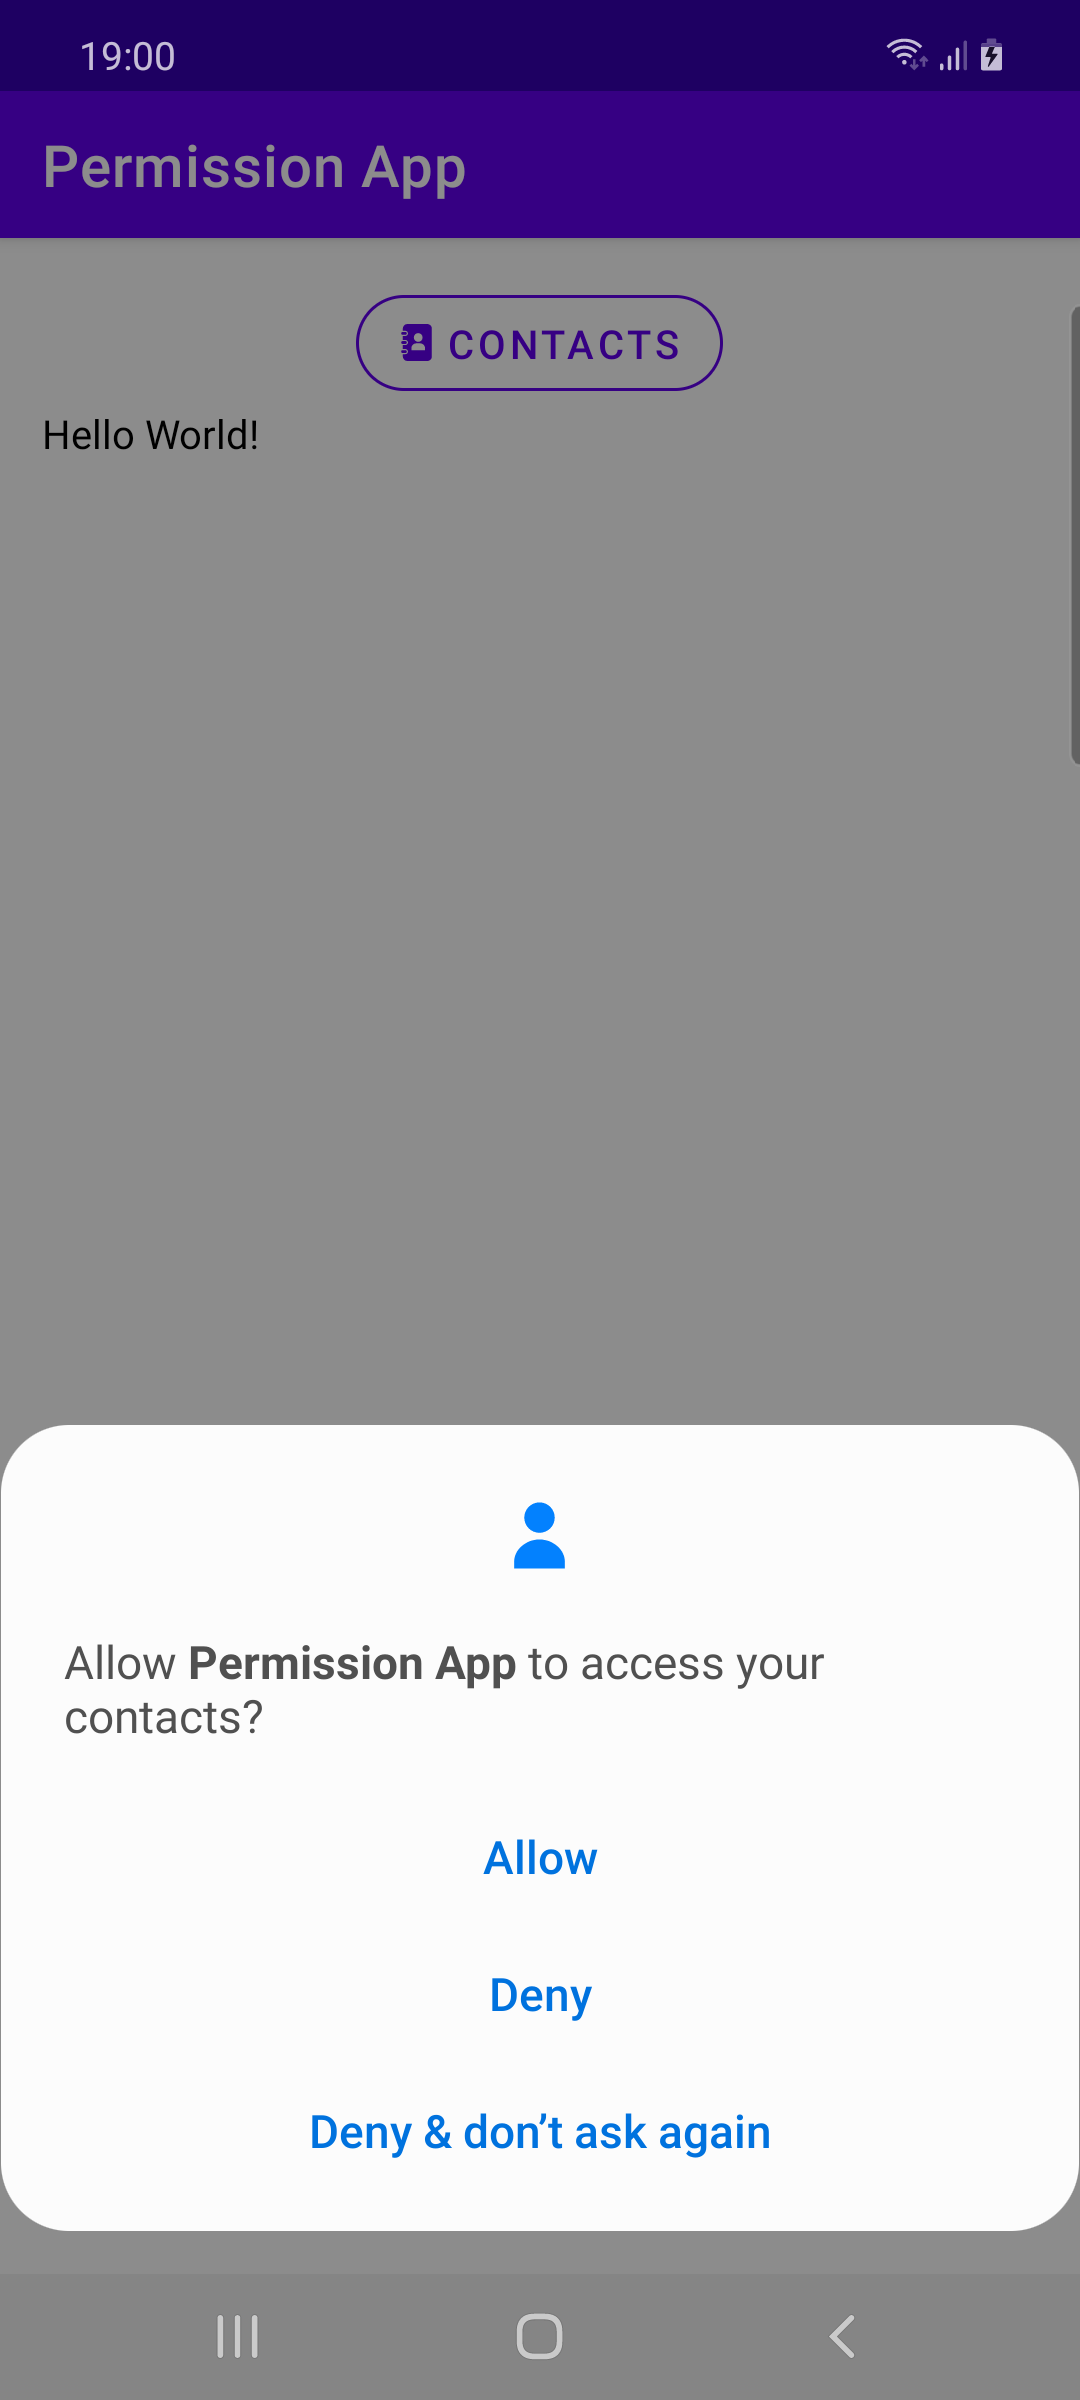 19:00
Permission App
CONTACTS
Hello World!
Allow Permission App to access your
contacts?
Allow
Deny
Deny & don’t ask again